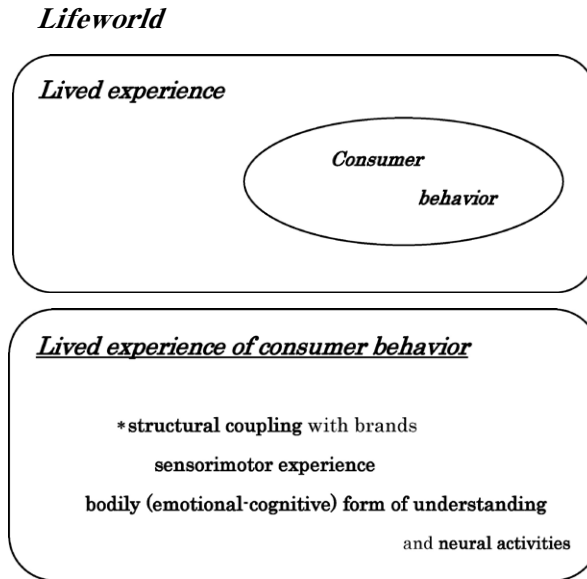 Lifeworld
Lived experience
Consumer
behavior
Lived experience of consumer behavior
*structural coupling with brands
sensorimotor experience
bodily (emotional-cognitive) form of understanding
and neural activities